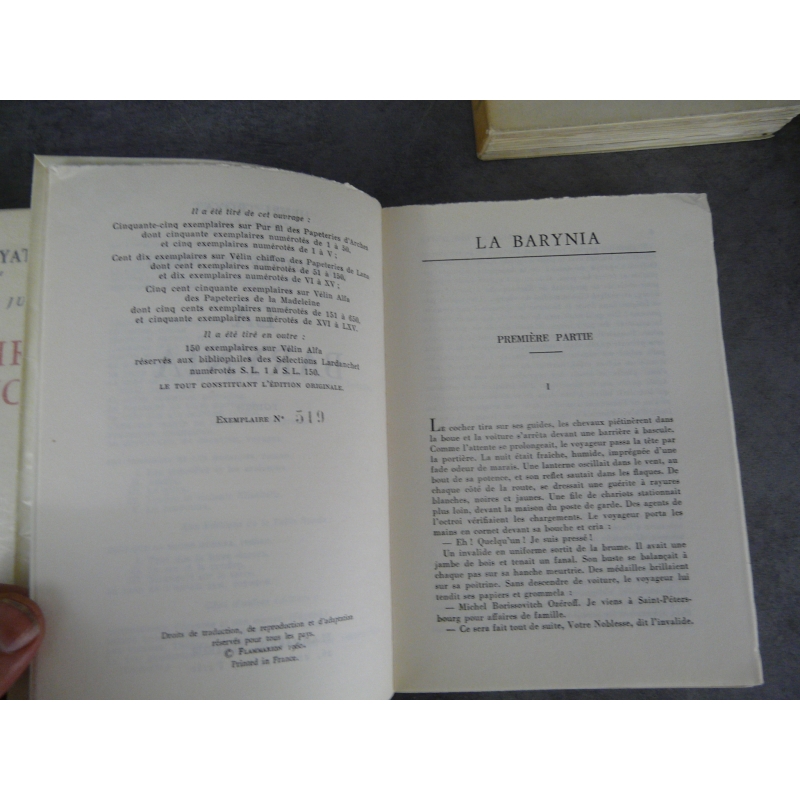 YAT
JU
Il a été tiré de cet ouvrage :
Cinquante-cinq exemplaires sur Pur fil des Papeteries d'Arches
dont cinquante exemplaires numérotés de 1 à 50,
et cinq exemplaires numérotés de I à V ;
Cent dix exemplaires sur Vélin chiffon des Papeteries de Lana
dont cent exemplaires numérotés de 51 à 150,
et dix exemplaires numérotés de VI à XV ;
Cinq cent cinquante exemplaires sur Vélin Alfa
des Papeteries de la Madeleine
dont cinq cents exemplaires numérotés de 151 à 650,
et cinquante exemplaires numérotés de XVI à LXV.
Il a été tiré en outre :
150 exemplaires sur Vélin Alfa
réservés aux bibliophiles des Sélections Lardanchet
numérotés S.L. 1 à S.L. 150.
LE TOUT CONSTITUANT L'ÉDITION ORIGINALE.
EXEMPLAIRE N° 519
Droits de traduction, de reproduction et d'adaptation
réservés pour tous les pays.
© FLAMMARION 1960.
Printed in France.
LA BARYNIA
PREMIÈRE PARTIE
I
Le cocher tira sur ses guides, les chevaux piétinèrent dans
la boue et la voiture s'arrêta devant une barrière à bascule.
Comme l'attente se prolongeait, le voyageur passa la tête par
la portière. La nuit était fraîche, humide, imprégnée d'une
fade odeur de marais. Une lanterne oscillait dans le vent, au
bout de sa potence, et son reflet sautait dans les flaques. De
chaque côté de la route, se dressait une guérite à rayures
blanches, noires et jaunes. Une file de chariots stationnait
plus loin, devant la maison du poste de garde. Des agents de
l'octroi vérifiaient les chargements. Le voyageur porta les
mains en cornet devant sa bouche et cria :
— Eh ! Quelqu'un ! Je suis pressé !
Un invalide en uniforme sortit de la brume. Il avait une
jambe de bois et tenait un fanal. Son buste se balançait à
chaque pas sur sa hanche meurtrie. Des médailles brillaient
sur sa poitrine. Sans descendre de voiture, le voyageur lui
tendit ses papiers et grommela :
— Michel Borissovitch Ozéroff. Je viens à Saint-Péters-
bourg pour affaires de famille.
— Ce sera fait tout de suite, Votre Noblesse, dit l'invalide.